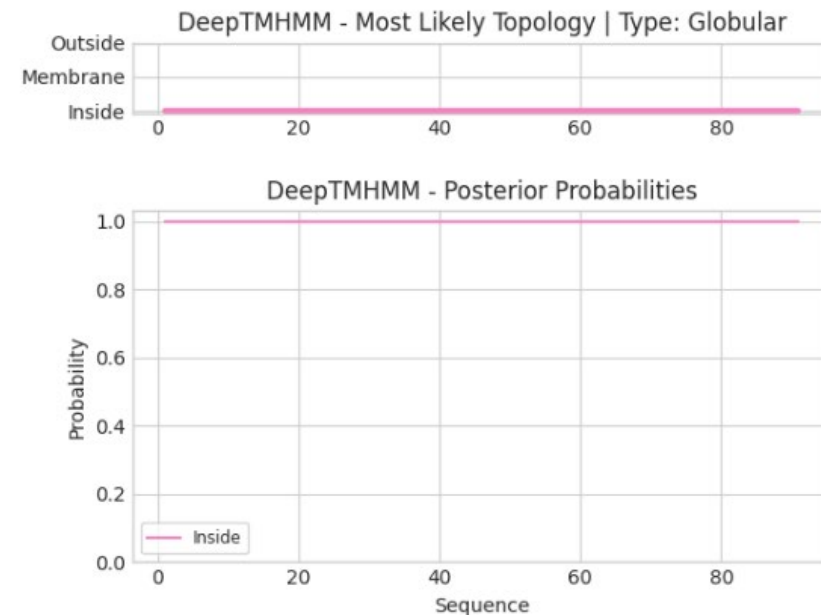 DeepTMHMM - Most Likely Topology | Type: Globular
Outside
Membrane
Inside
0 20 40 60 80
DeepTMHMM - Posterior Probabilities
1.0
0.8
0.6
0.4
0.2
0.0
Probability
Inside
0 20 40 60 80
Sequence